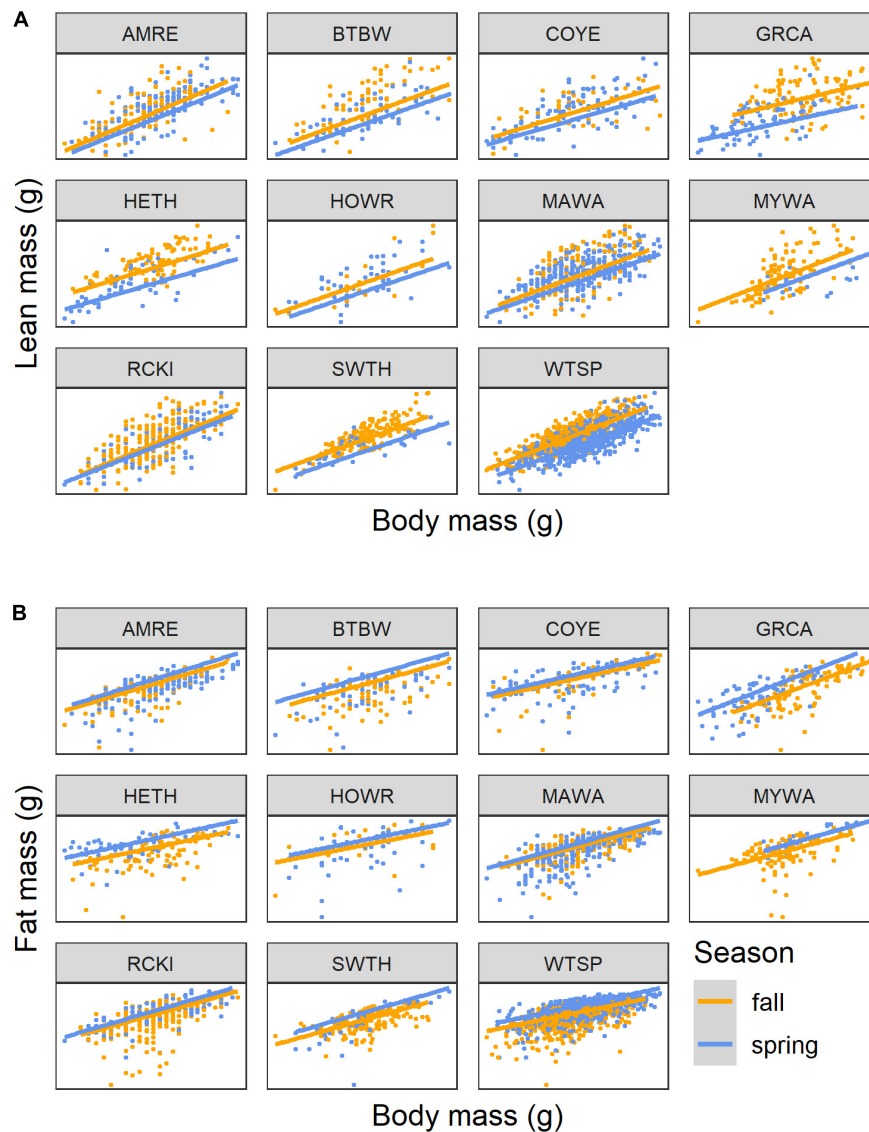 A
AMRE BTBW COYE GRCA
HETH HOWR MAWA MYWA
RCKI SWTH WTSP
Lean mass (g)
Body mass (g)
B
AMRE BTBW COYE GRCA
HETH HOWR MAWA MYWA
RCKI SWTH WTSP
Fat mass (g)
Season
fall
spring
Body mass (g)